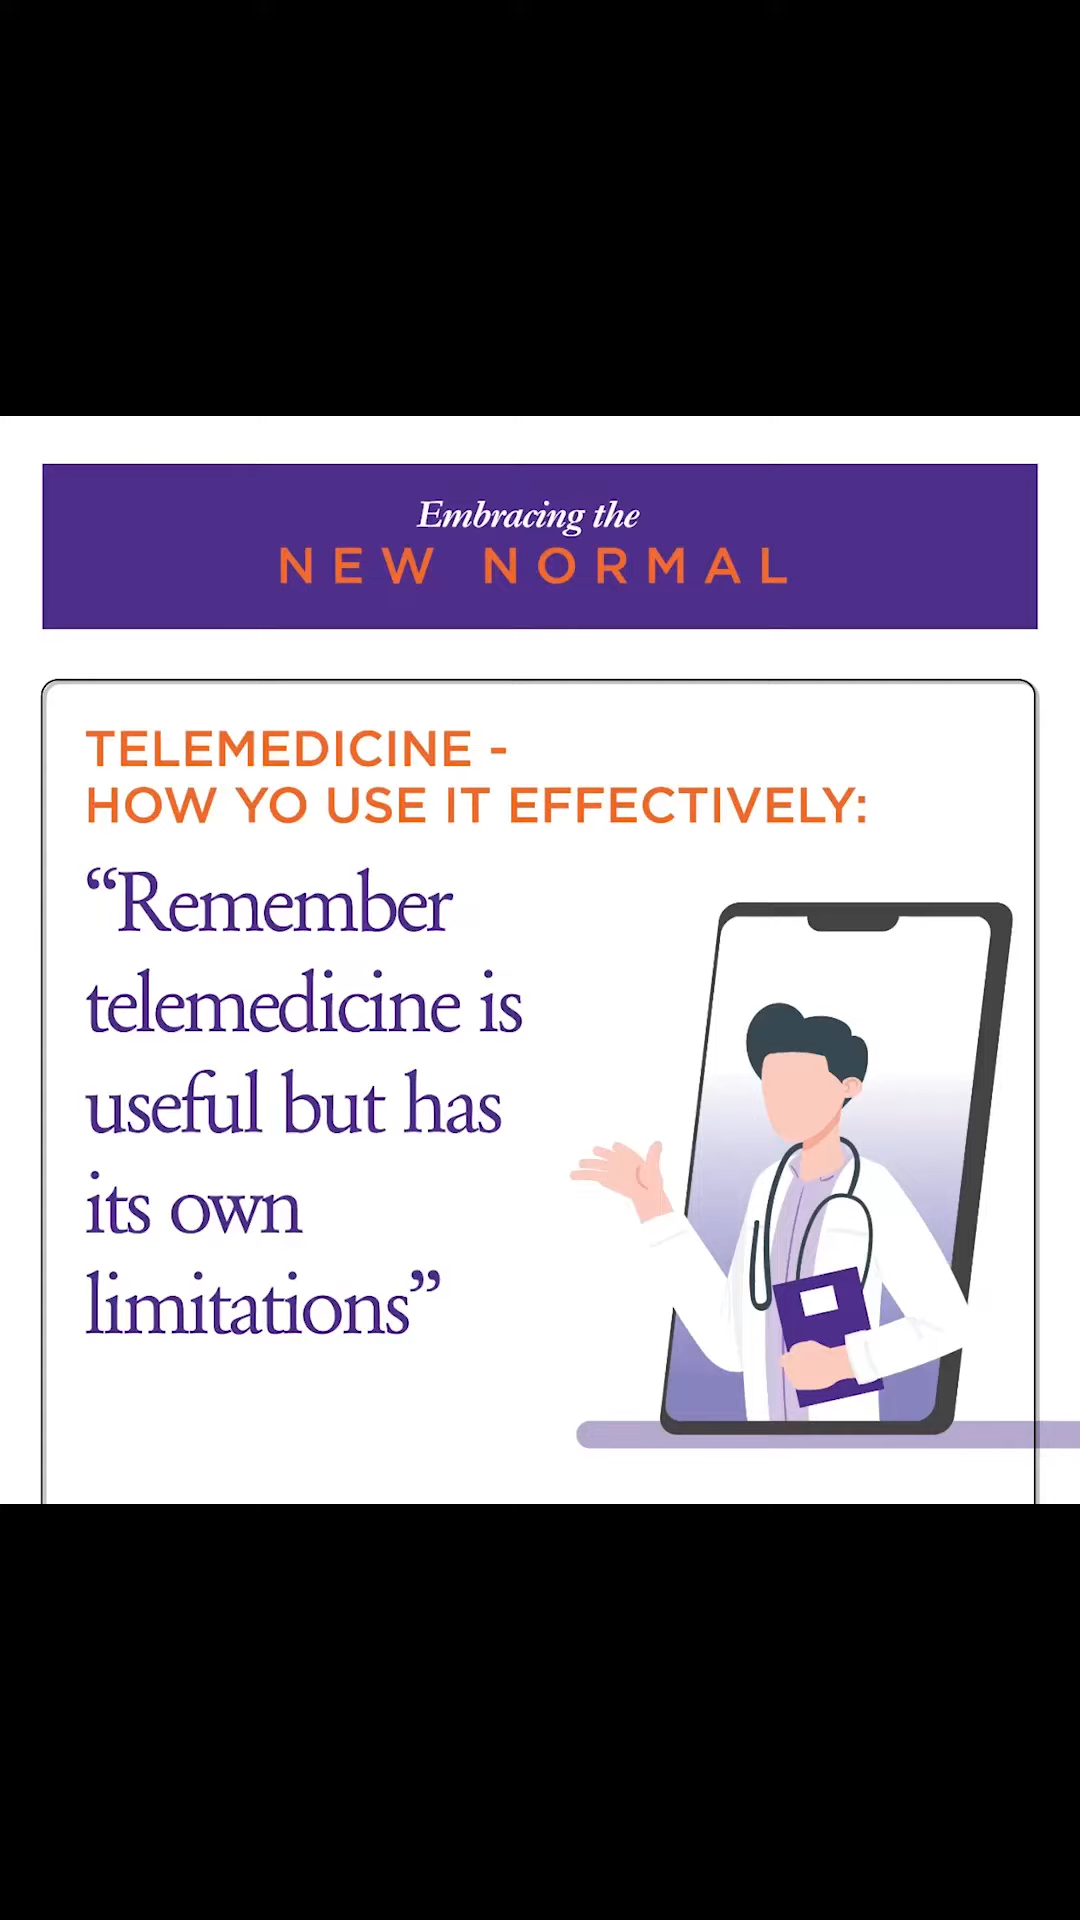 Embracing the
NEW NORMAL
TELEMEDICINE -
HOW YO USE IT EFFECTIVELY:
“Remember
telemedicine is
useful but has
its own
limitations”